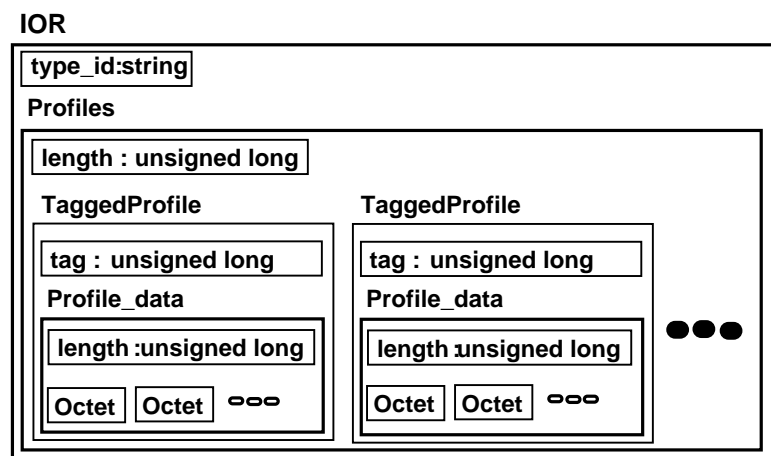 IOR
type_id:string
Profiles
length : unsigned long
TaggedProfile
tag : unsigned long
Profile_data
length :unsigned long
Octet Octet
TaggedProfile
tag : unsigned long
Profile_data
length :unsigned long
Octet Octet